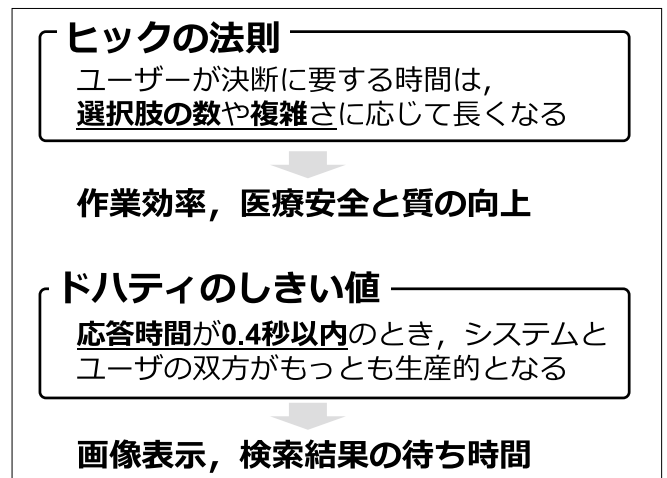 ヒックの法則
ユーザーが決断に要する時間は，
選択肢の数や複雑さに応じて長くなる
作業効率，医療安全と質の向上
ドハティのしきい値
応答時間が0.4秒以内のとき，システムと
ユーザの双方がもっとも生産的となる
画像表示，検索結果の待ち時間